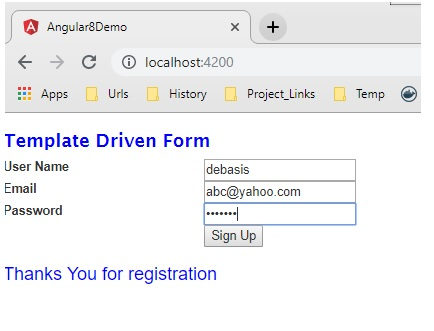 Angular8Demo
localhost:4200
Apps Urls History Project_Links Temp
Template Driven Form
User Name debasis
Email abc@yahoo.com
Password •••••••
Sign Up
Thanks You for registration